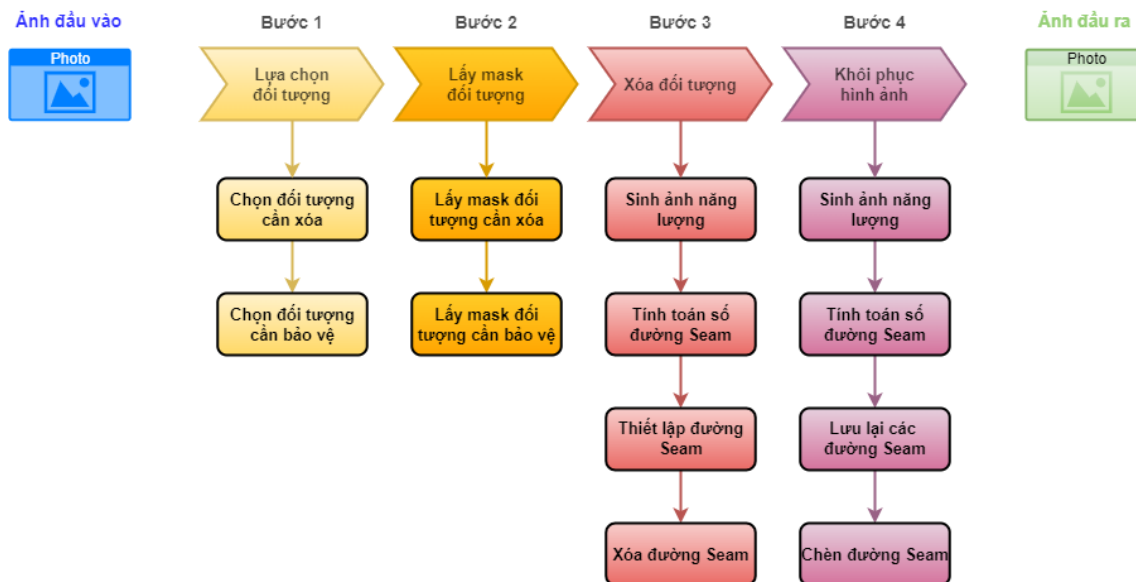 Ảnh đầu vào
Bước 1
Bước 2
Bước 3
Bước 4
Ảnh đầu ra
Photo
Lựa chọn
đối tượng
Lấy mask
đối tượng
Xóa đối tượng
Khôi phục
hình ảnh
Photo
Chọn đối tượng
cần xóa
Lấy mask đối
tượng cần xóa
Sinh ảnh năng
lượng
Sinh ảnh năng
lượng
Chọn đối tượng
cần bảo vệ
Lấy mask đối
tượng cần bảo vệ
Tính toán số
đường Seam
Tính toán số
đường Seam
Thiết lập đường
Seam
Lưu lại các
đường Seam
Xóa đường Seam
Chèn đường Seam